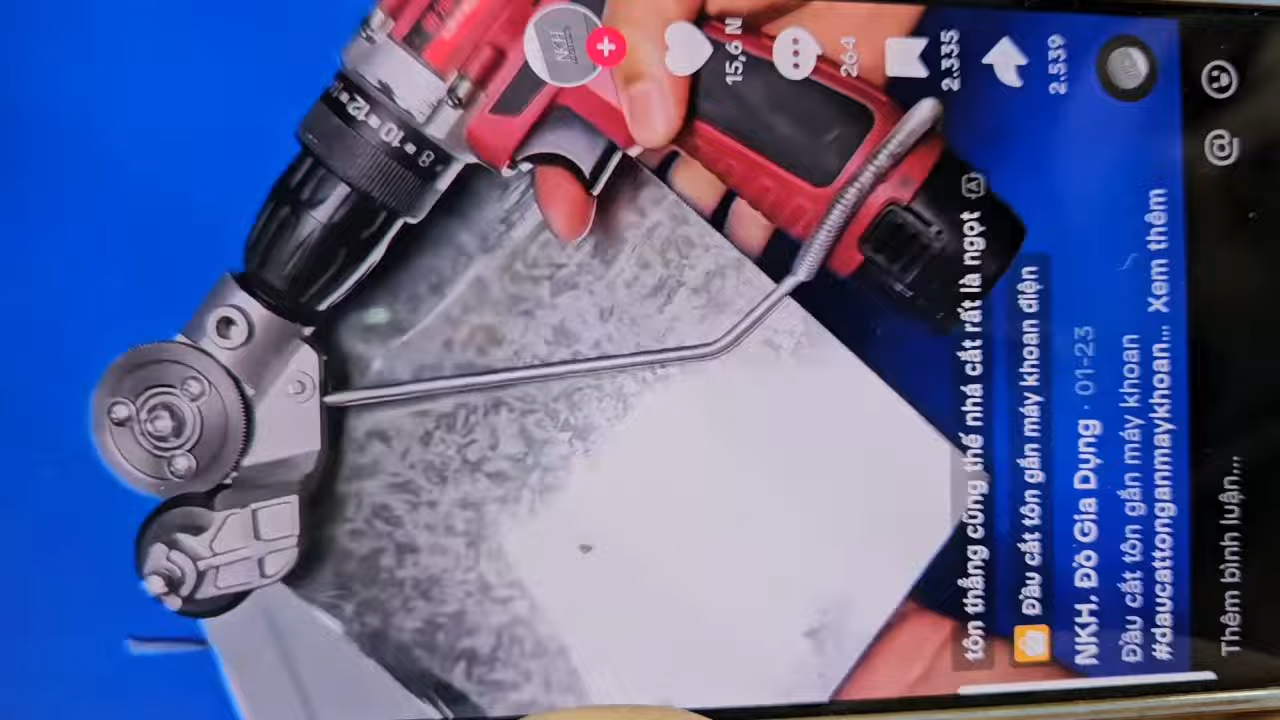 8 10 12
NKH
15,6 N
264
2.335
2.539
tôn thẳng cũng thế nhá cắt rất là ngọt
Đầu cắt tôn gắn máy khoan điện
NKH, Đồ Gia Dụng · 01-23
Đầu cắt tôn gắn máy khoan
#daucattonganmaykhoan... Xem thêm
Thêm bình luận...
@